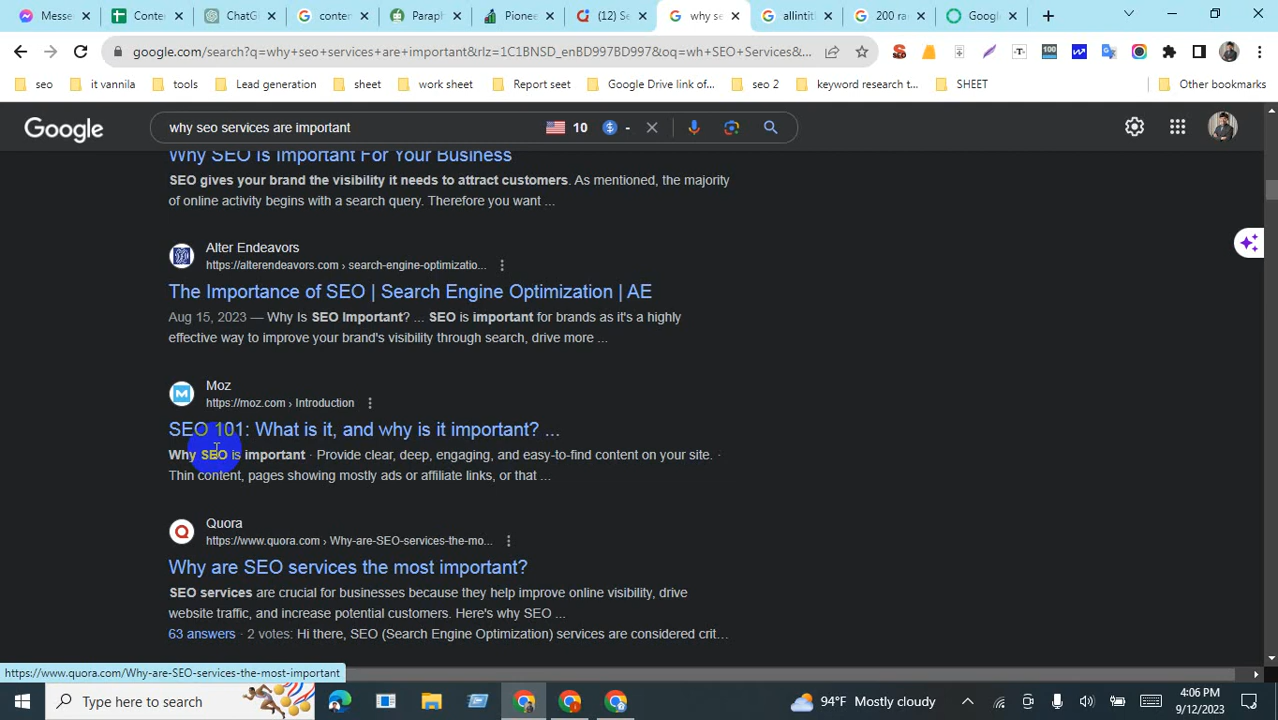 Messen
Conten
ChatGP
conten
Paraph
Pionee
(12) Se
why se
allintitl
200 ra
Google
google.com/search?q=why+seo+services+are+important&rlz=1C1BNSD_enBD997BD997&oq=wh+SEO+Services&...
100
seo
it vannila
tools
Lead generation
sheet
work sheet
Report seet
Google Drive link of...
seo 2
keyword research t...
SHEET
Other bookmarks
Google
why seo services are important
10
Why SEO Is Important For Your Business
SEO gives your brand the visibility it needs to attract customers. As mentioned, the majority
of online activity begins with a search query. Therefore you want ...
Alter Endeavors
https://alterendeavors.com › search-engine-optimizatio...
The Importance of SEO | Search Engine Optimization | AE
Aug 15, 2023 — Why Is SEO Important? ... SEO is important for brands as it's a highly
effective way to improve your brand's visibility through search, drive more ...
Moz
https://moz.com › Introduction
SEO 101: What is it, and why is it important? ...
Why SEO is important · Provide clear, deep, engaging, and easy-to-find content on your site. ·
Thin content, pages showing mostly ads or affiliate links, or that ...
Quora
https://www.quora.com › Why-are-SEO-services-the-mo...
Why are SEO services the most important?
SEO services are crucial for businesses because they help improve online visibility, drive
website traffic, and increase potential customers. Here's why SEO ...
63 answers · 2 votes: Hi there, SEO (Search Engine Optimization) services are considered crit...
https://www.quora.com/Why-are-SEO-services-the-most-important
Type here to search
94°F Mostly cloudy
4:06 PM
9/12/2023